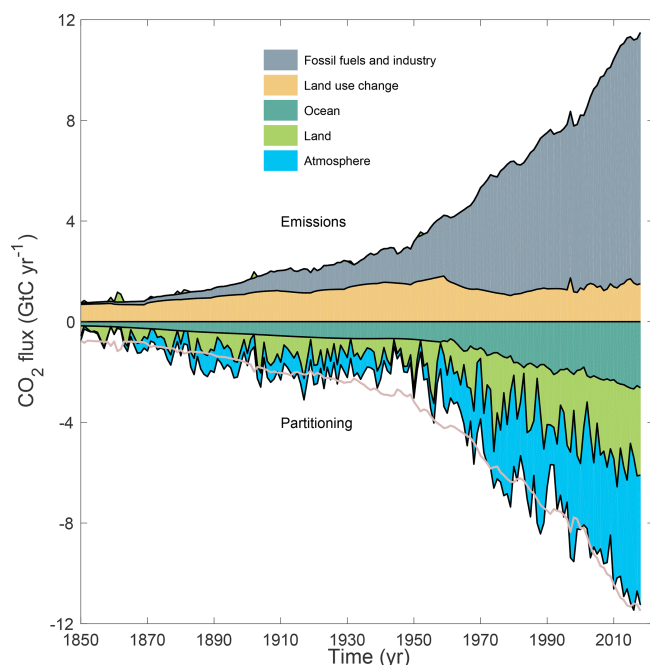 12
8
4
0
-4
-8
-12
CO2 flux (GtC yr-1)
Fossil fuels and industry
Land use change
Ocean
Land
Atmosphere
Emissions
Partitioning
1850 1870 1890 1910 1930 1950 1970 1990 2010
Time (yr)